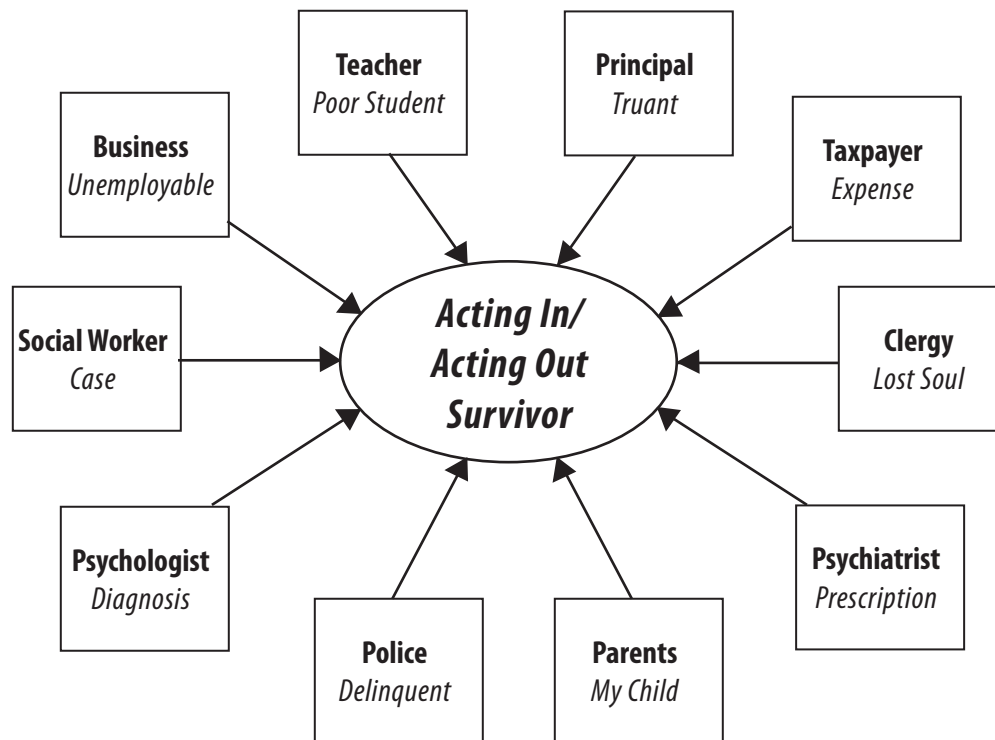 Teacher
Poor Student
Principal
Truant
Business
Unemployable
Taxpayer
Expense
Acting In/
Acting Out
Survivor
Social Worker
Case
Clergy
Lost Soul
Psychologist
Diagnosis
Psychiatrist
Prescription
Police
Delinquent
Parents
My Child